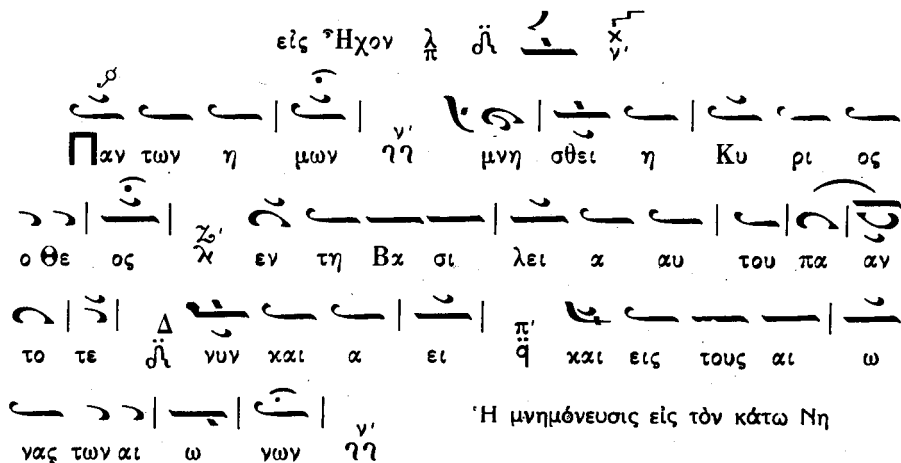 εἰς Ἦχον λ π δι χ ν'
Παν των η μων ν' μνη σθει η Κυ ρι ος
ο Θε ος Ζ' εν τη Βα σι λει α αυ του πα αν
το τε Δ νυν και α ει π' q και εις τους αι ω
νας των αι ω νων ν' Ἡ μνημόνευσις εἰς τὸν κάτω Νη